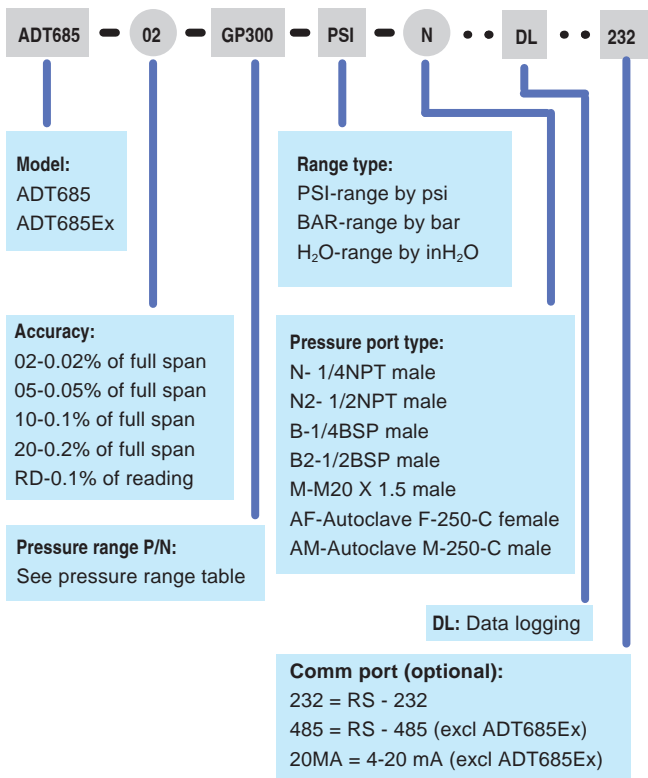 ADT685 - 02 - GP300 - PSI - N •• DL •• 232
Model:
ADT685
ADT685Ex
Range type:
PSI-range by psi
BAR-range by bar
H₂O-range by inH₂O
Accuracy:
02-0.02% of full span
05-0.05% of full span
10-0.1% of full span
20-0.2% of full span
RD-0.1% of reading
Pressure port type:
N- 1/4NPT male
N2- 1/2NPT male
B-1/4BSP male
B2-1/2BSP male
M-M20 X 1.5 male
AF-Autoclave F-250-C female
AM-Autoclave M-250-C male
Pressure range P/N:
See pressure range table
DL: Data logging
Comm port (optional):
232 = RS - 232
485 = RS - 485 (excl ADT685Ex)
20MA = 4-20 mA (excl ADT685Ex)